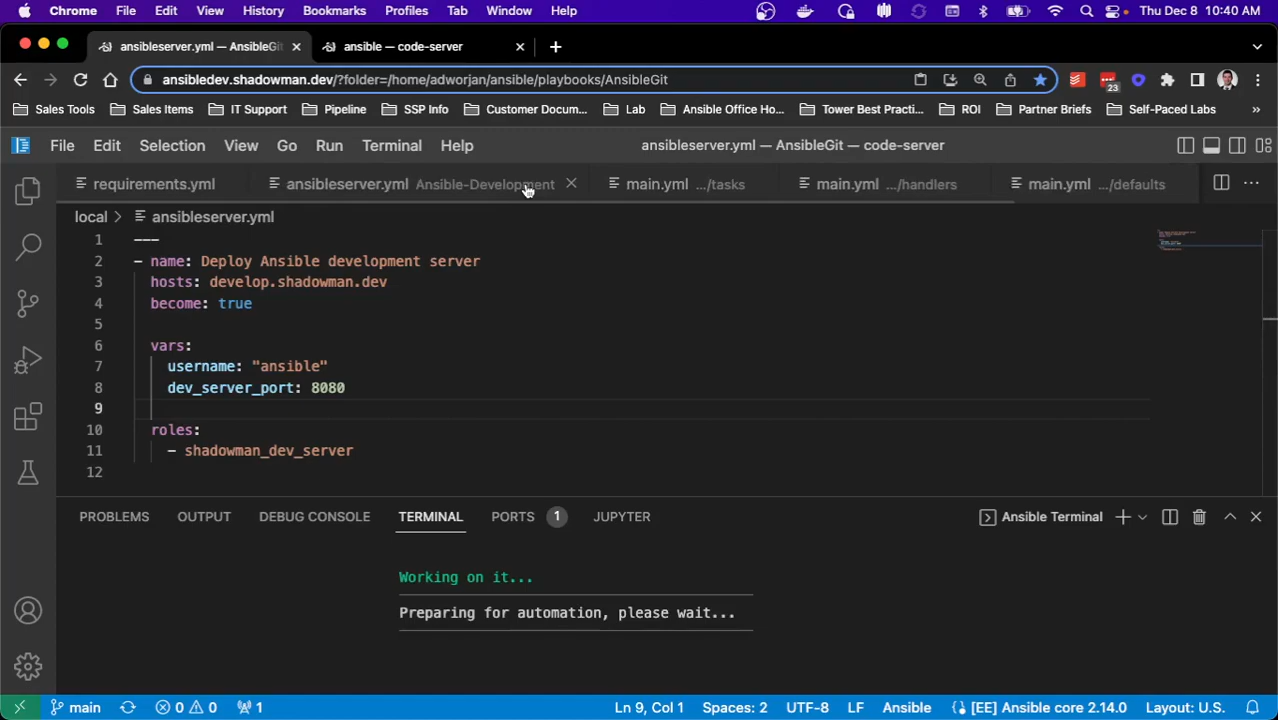 Chrome File Edit View History Bookmarks Profiles Tab Window Help Thu Dec 8 10:40 AM
ansibleserver.yml — AnsibleGit ansible — code-server
ansibledev.shadowman.dev/?folder=/home/adworjan/ansible/playbooks/AnsibleGit 23
Sales Tools Sales Items IT Support Pipeline SSP Info Customer Docum... Lab Ansible Office Ho... Tower Best Practi... ROI Partner Briefs Self-Paced Labs »
File Edit Selection View Go Run Terminal Help ansibleserver.yml — AnsibleGit — code-server
requirements.yml ansibleserver.yml Ansible-Development main.yml .../tasks main.yml .../handlers main.yml .../defaults
local > ansibleserver.yml
1 ---
2 - name: Deploy Ansible development server
3 hosts: develop.shadowman.dev
4 become: true
5
6 vars:
7 username: "ansible"
8 dev_server_port: 8080
9
10 roles:
11 - shadowman_dev_server
12
PROBLEMS OUTPUT DEBUG CONSOLE TERMINAL PORTS 1 JUPYTER Ansible Terminal
Working on it...
Preparing for automation, please wait...
main 0 0 1 Ln 9, Col 1 Spaces: 2 UTF-8 LF Ansible [EE] Ansible core 2.14.0 Layout: U.S.